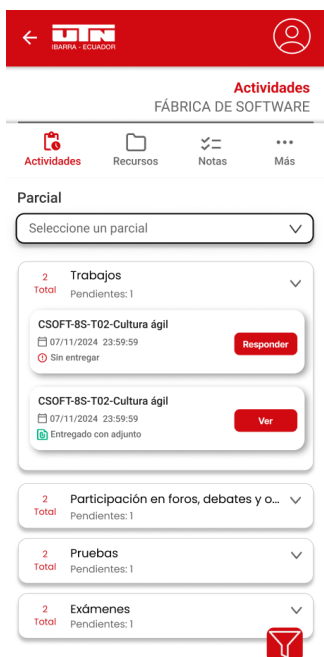 UTN
IBARRA - ECUADOR
Actividades
FÁBRICA DE SOFTWARE
Actividades Recursos Notas Más
Parcial
Seleccione un parcial
2 Total Trabajos
Pendientes: 1
CSOFT-8S-T02-Cultura ágil
07/11/2024 23:59:59
Responder
Sin entregar
CSOFT-8S-T02-Cultura ágil
07/11/2024 23:59:59
Ver
Entregado con adjunto
2 Total Participación en foros, debates y o...
Pendientes: 1
2 Total Pruebas
Pendientes: 1
2 Total Exámenes
Pendientes: 1